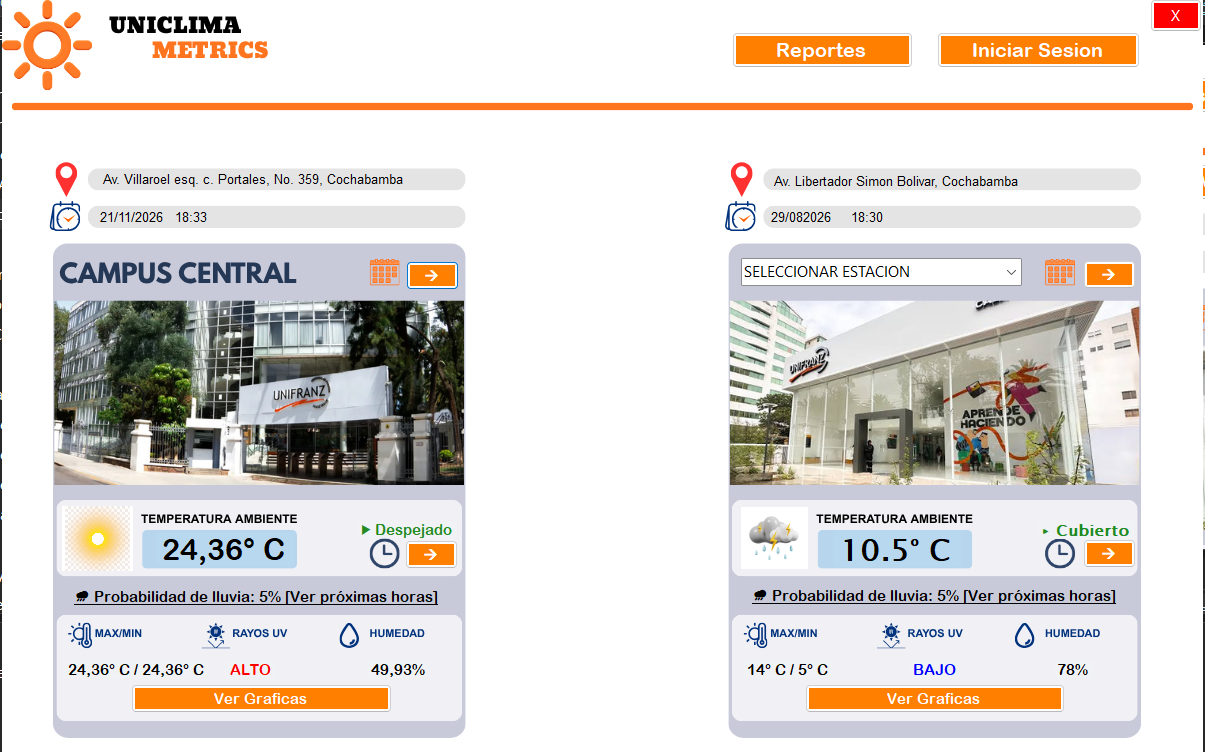 UNICLIMA
METRICS
X
Reportes
Iniciar Sesion
Av. Villaroel esq. c. Portales, No. 359, Cochabamba
21/11/2026 18:33
CAMPUS CENTRAL
UNIFRANZ
TEMPERATURA AMBIENTE
Despejado
24,36° C
Probabilidad de lluvia: 5% [Ver próximas horas]
MAX/MIN
RAYOS UV
HUMEDAD
24,36° C / 24,36° C
ALTO
49,93%
Ver Graficas
Av. Libertador Simon Bolivar, Cochabamba
29/082026 18:30
SELECCIONAR ESTACION
UNIFRANZ
APRENDE
HACIENDO
TEMPERATURA AMBIENTE
Cubierto
10.5° C
Probabilidad de lluvia: 5% [Ver próximas horas]
MAX/MIN
RAYOS UV
HUMEDAD
14° C / 5° C
BAJO
78%
Ver Graficas